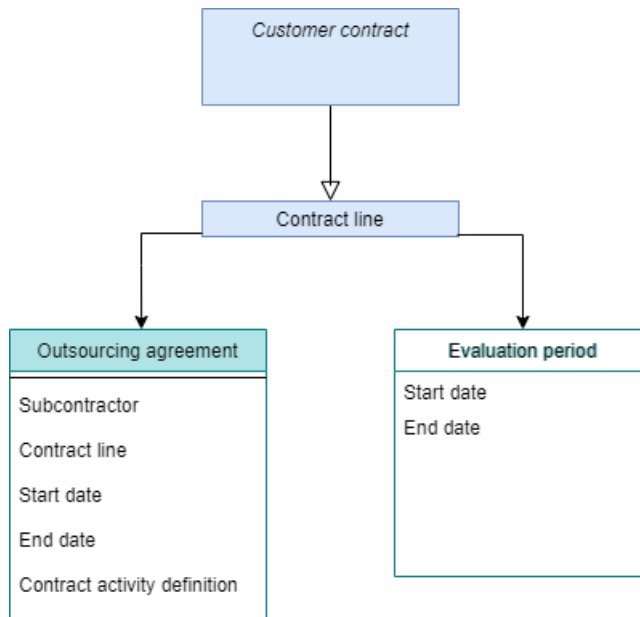 Customer contract
Contract line
Outsourcing agreement
Subcontractor
Contract line
Start date
End date
Contract activity definition
Evaluation period
Start date
End date